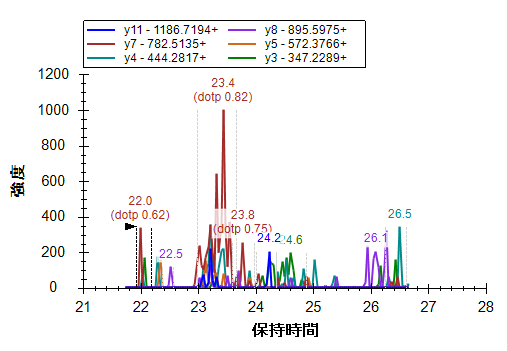 y11 - 1186.7194+ y8 - 895.5975+
y7 - 782.5135+ y5 - 572.3766+
y4 - 444.2817+ y3 - 347.2289+
1200
1000
800
600
400
200
0
強度
23.4
(dotp 0.82)
22.0
(dotp 0.62)
23.8
(dotp 0.75)
22.5
24.2
24.6
26.1
26.5
21 22 23 24 25 26 27 28
保持時間